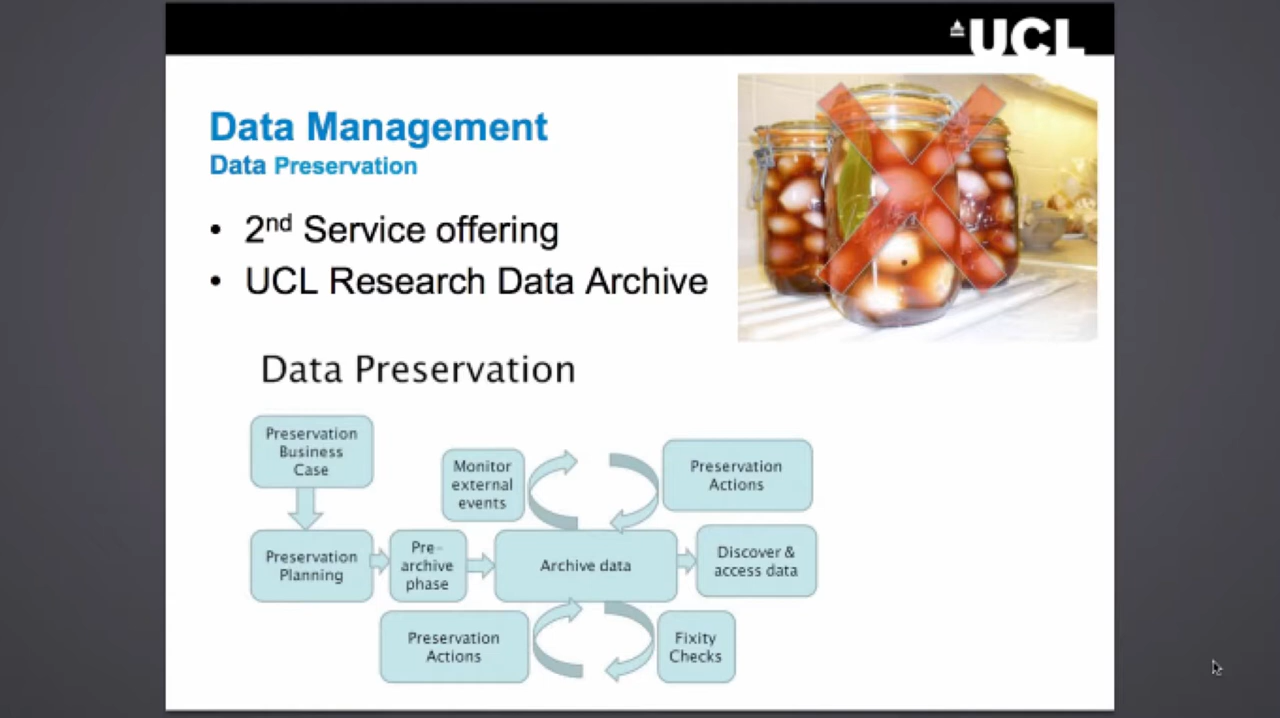 UCL
Data Management
Data Preservation
• 2nd Service offering
• UCL Research Data Archive
Data Preservation
Preservation
Business
Case
Monitor
external
events
Preservation
Actions
Preservation
Planning
Pre-
archive
phase
Archive data
Discover &
access data
Preservation
Actions
Fixity
Checks